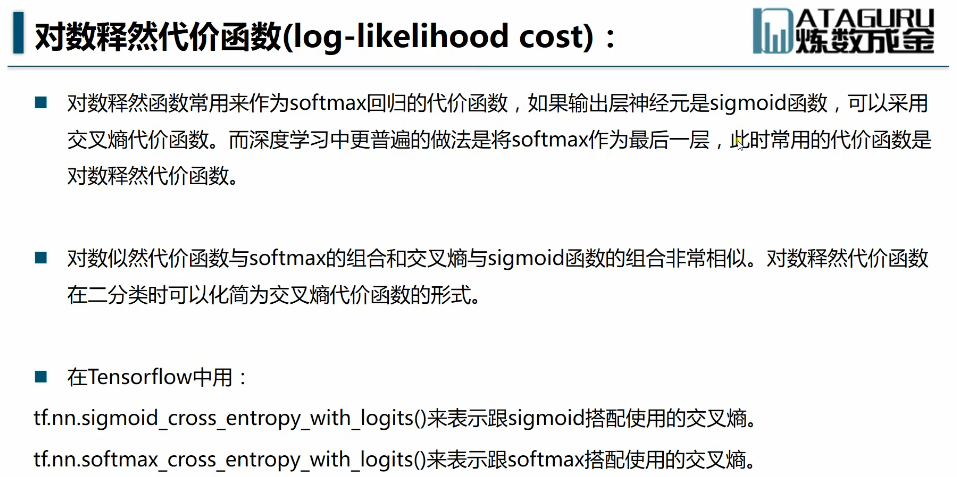 对数释然代价函数(log-likelihood cost)：
ATAGURU
炼数成金
对数释然函数常用来作为softmax回归的代价函数，如果输出层神经元是sigmoid函数，可以采用
交叉熵代价函数。而深度学习中更普遍的做法是将softmax作为最后一层，此时常用的代价函数是
对数释然代价函数。
对数似然代价函数与softmax的组合和交叉熵与sigmoid函数的组合非常相似。对数释然代价函数
在二分类时可以化简为交叉熵代价函数的形式。
在Tensorflow中用：
tf.nn.sigmoid_cross_entropy_with_logits()来表示跟sigmoid搭配使用的交叉熵。
tf.nn.softmax_cross_entropy_with_logits()来表示跟softmax搭配使用的交叉熵。